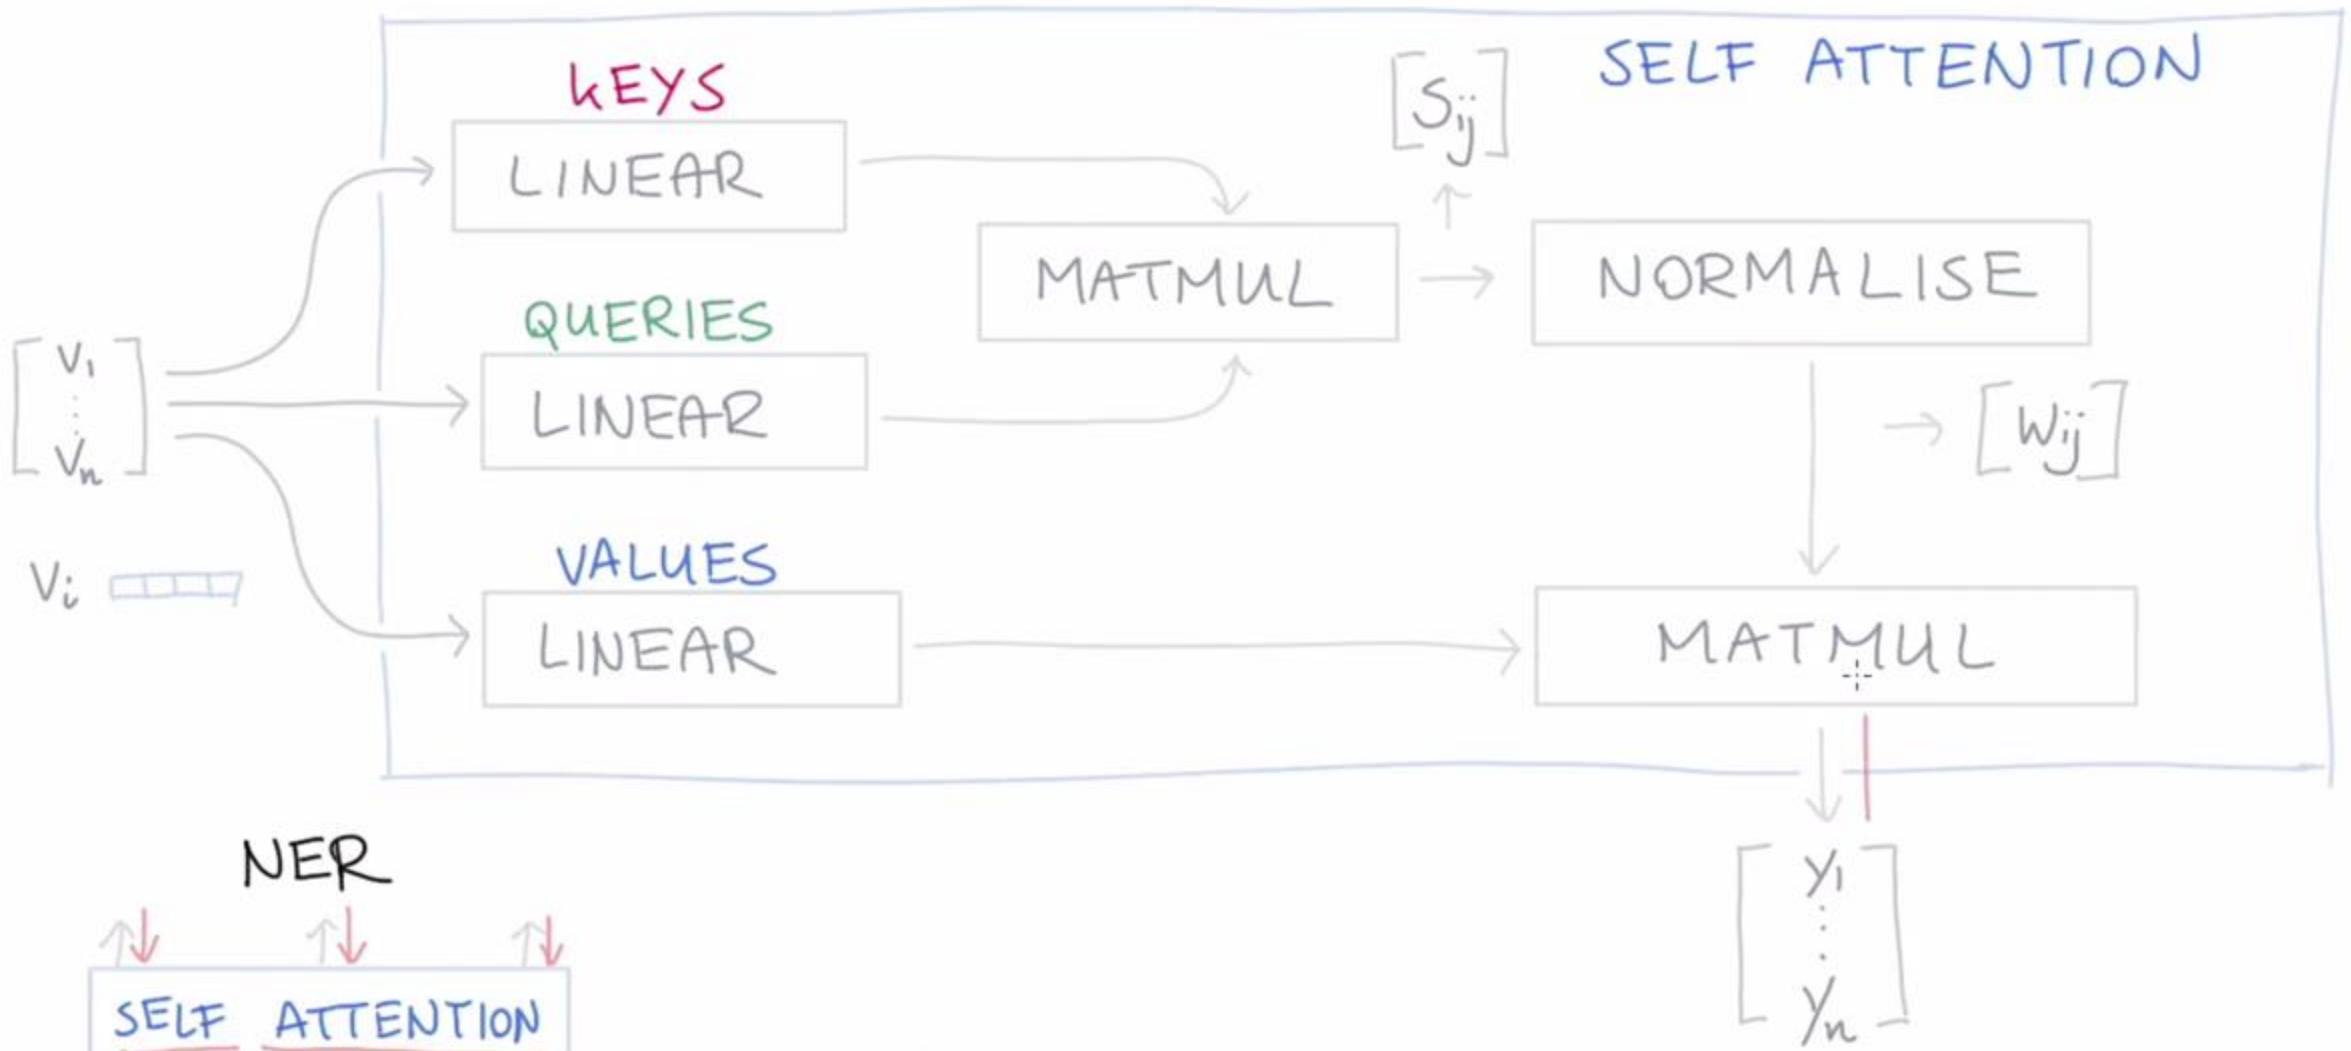 SELF ATTENTION
[Sij]
KEYS
LINEAR
MATMUL
NORMALISE
QUERIES
LINEAR
[V1
⋮
Vn]
[Wij]
Vi
VALUES
LINEAR
MATMUL
NER
SELF ATTENTION
[y1
⋮
yn]